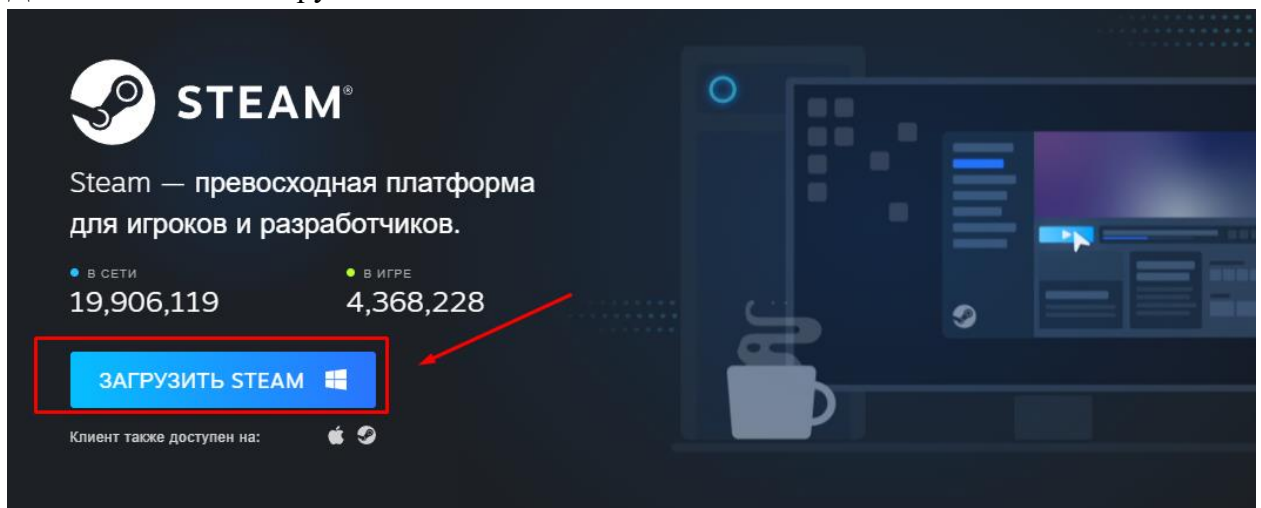 STEAM®
Steam — превосходная платформа
для игроков и разработчиков.
В СЕТИ
В ИГРЕ
19,906,119
4,368,228
ЗАГРУЗИТЬ STEAM
Клиент также доступен на: